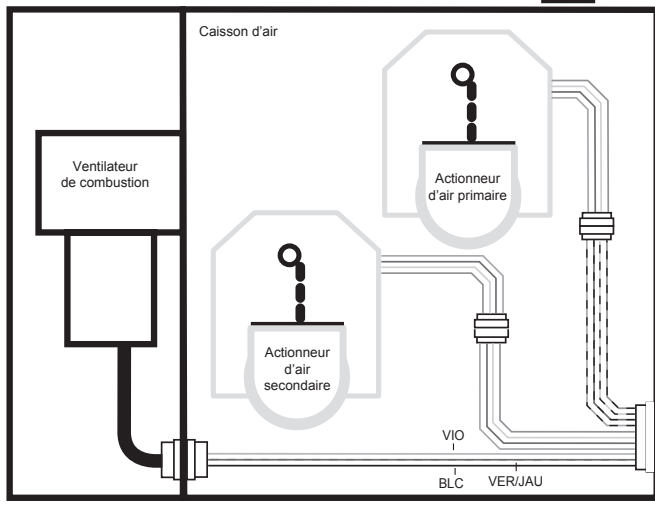 Caisson d'air
Ventilateur
de combustion
Actionneur
d'air primaire
Actionneur
d'air
secondaire
VIO
BLC
VER/JAU